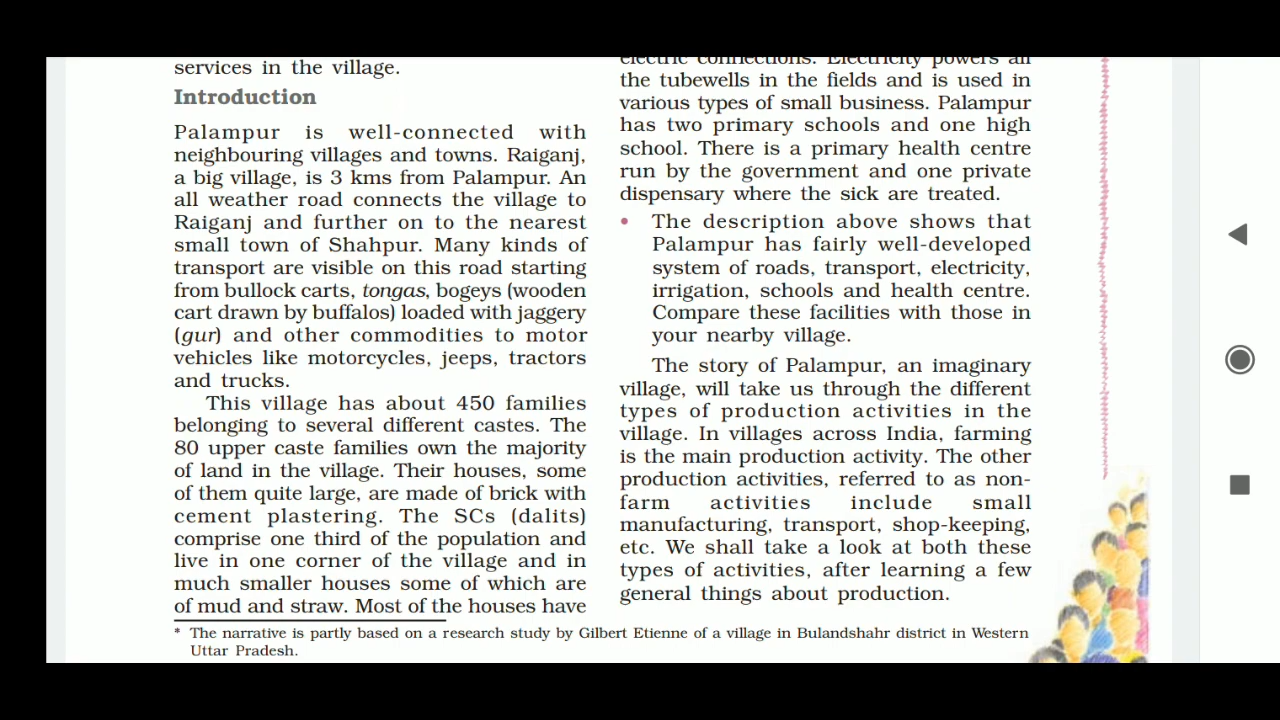 services in the village.
Introduction
Palampur is well-connected with
neighbouring villages and towns. Raiganj,
a big village, is 3 kms from Palampur. An
all weather road connects the village to
Raiganj and further on to the nearest
small town of Shahpur. Many kinds of
transport are visible on this road starting
from bullock carts, tongas, bogeys (wooden
cart drawn by buffalos) loaded with jaggery
(gur) and other commodities to motor
vehicles like motorcycles, jeeps, tractors
and trucks.
This village has about 450 families
belonging to several different castes. The
80 upper caste families own the majority
of land in the village. Their houses, some
of them quite large, are made of brick with
cement plastering. The SCs (dalits)
comprise one third of the population and
live in one corner of the village and in
much smaller houses some of which are
of mud and straw. Most of the houses have
electric connections. Electricity powers all
the tubewells in the fields and is used in
various types of small business. Palampur
has two primary schools and one high
school. There is a primary health centre
run by the government and one private
dispensary where the sick are treated.
• The description above shows that
Palampur has fairly well-developed
system of roads, transport, electricity,
irrigation, schools and health centre.
Compare these facilities with those in
your nearby village.
The story of Palampur, an imaginary
village, will take us through the different
types of production activities in the
village. In villages across India, farming
is the main production activity. The other
production activities, referred to as non-
farm activities include small
manufacturing, transport, shop-keeping,
etc. We shall take a look at both these
types of activities, after learning a few
general things about production.
* The narrative is partly based on a research study by Gilbert Etienne of a village in Bulandshahr district in Western
Uttar Pradesh.